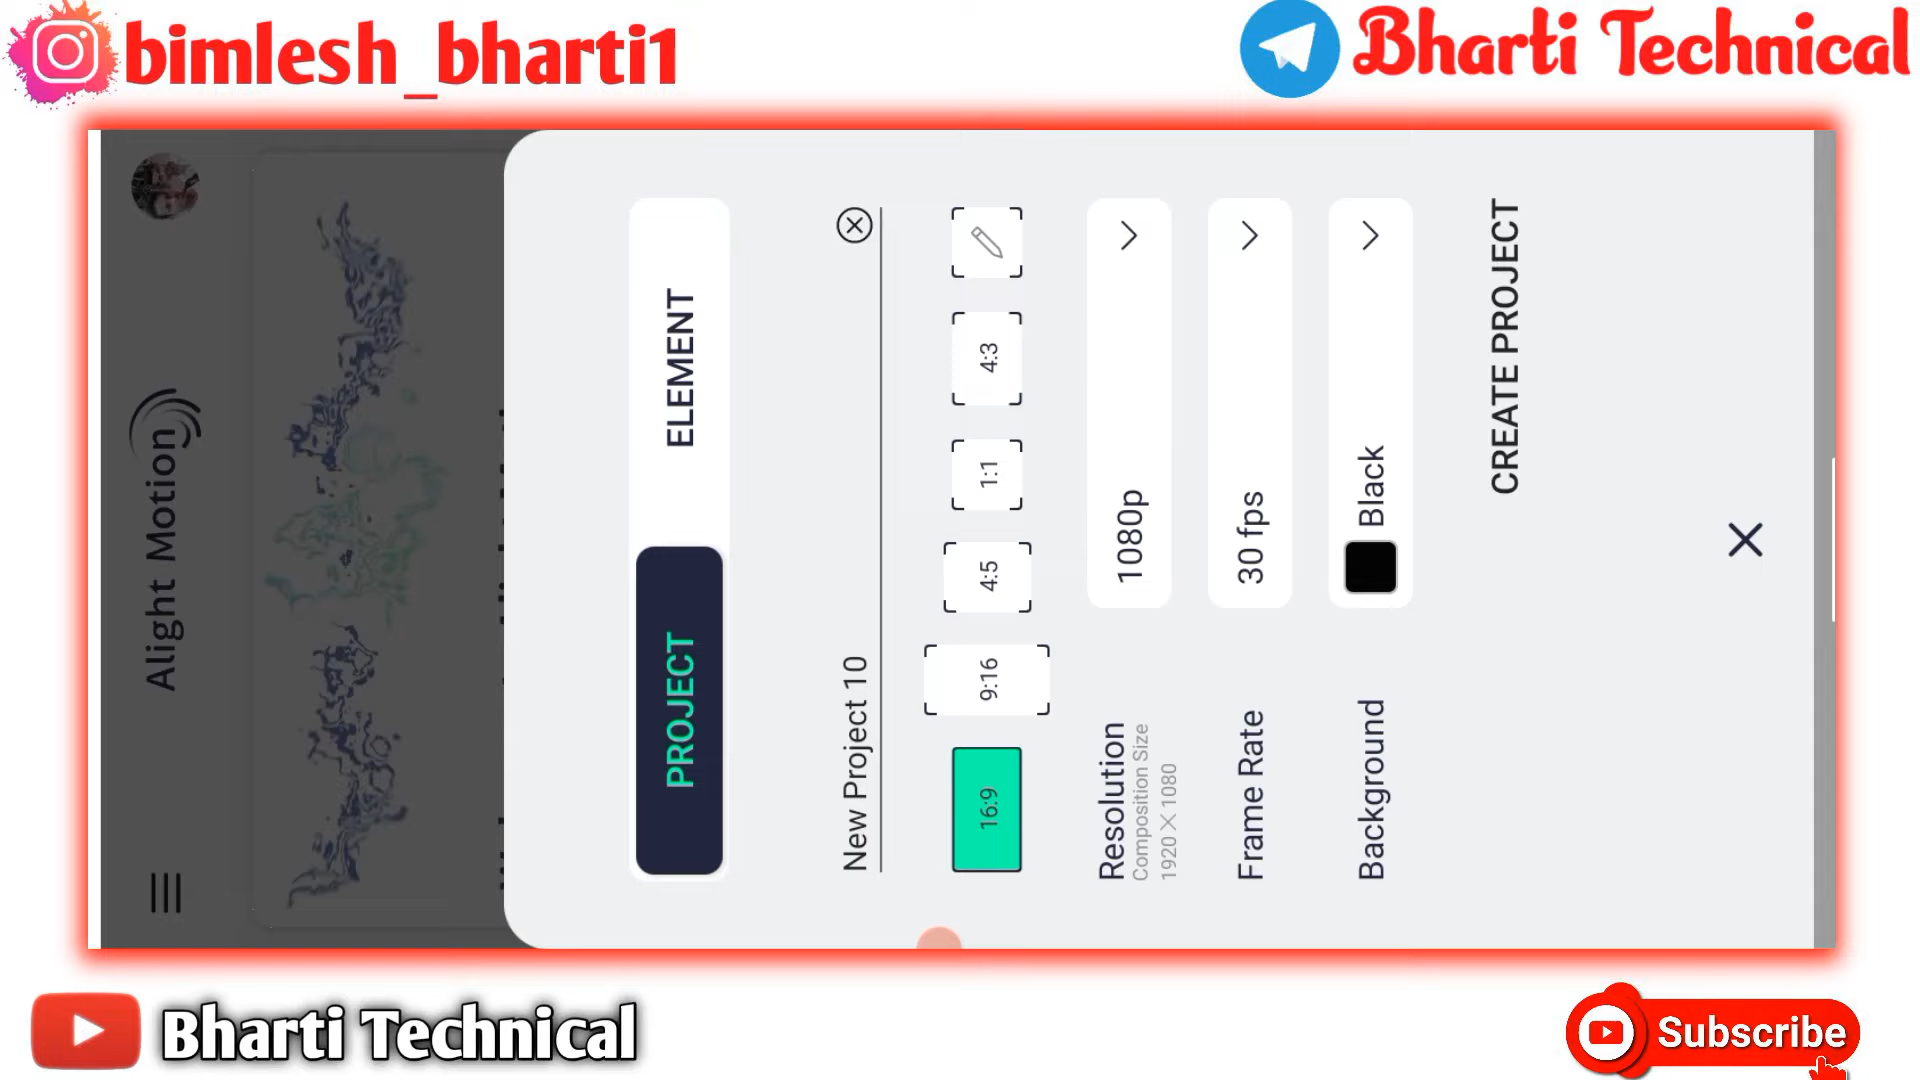 bimlesh_bharti1
Bharti Technical
Alight Motion
PROJECT
ELEMENT
New Project 10
16:9
9:16
4:5
1:1
4:3
Resolution
Composition Size
1920 X 1080
1080p
Frame Rate
30 fps
Background
Black
CREATE PROJECT
Bharti Technical
Subscribe